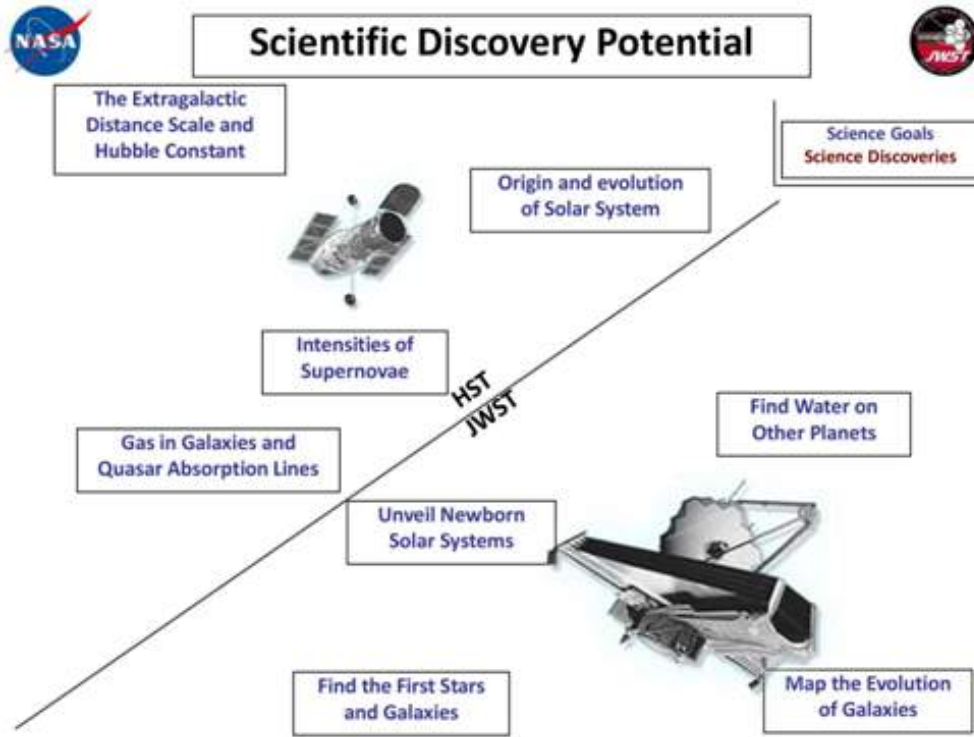 NASA
Scientific Discovery Potential
JWST
The Extragalactic
Distance Scale and
Hubble Constant
Science Goals
Science Discoveries
Origin and evolution
of Solar System
Intensities of
Supernovae
HST
JWST
Find Water on
Other Planets
Gas in Galaxies and
Quasar Absorption Lines
Unveil Newborn
Solar Systems
Find the First Stars
and Galaxies
Map the Evolution
of Galaxies